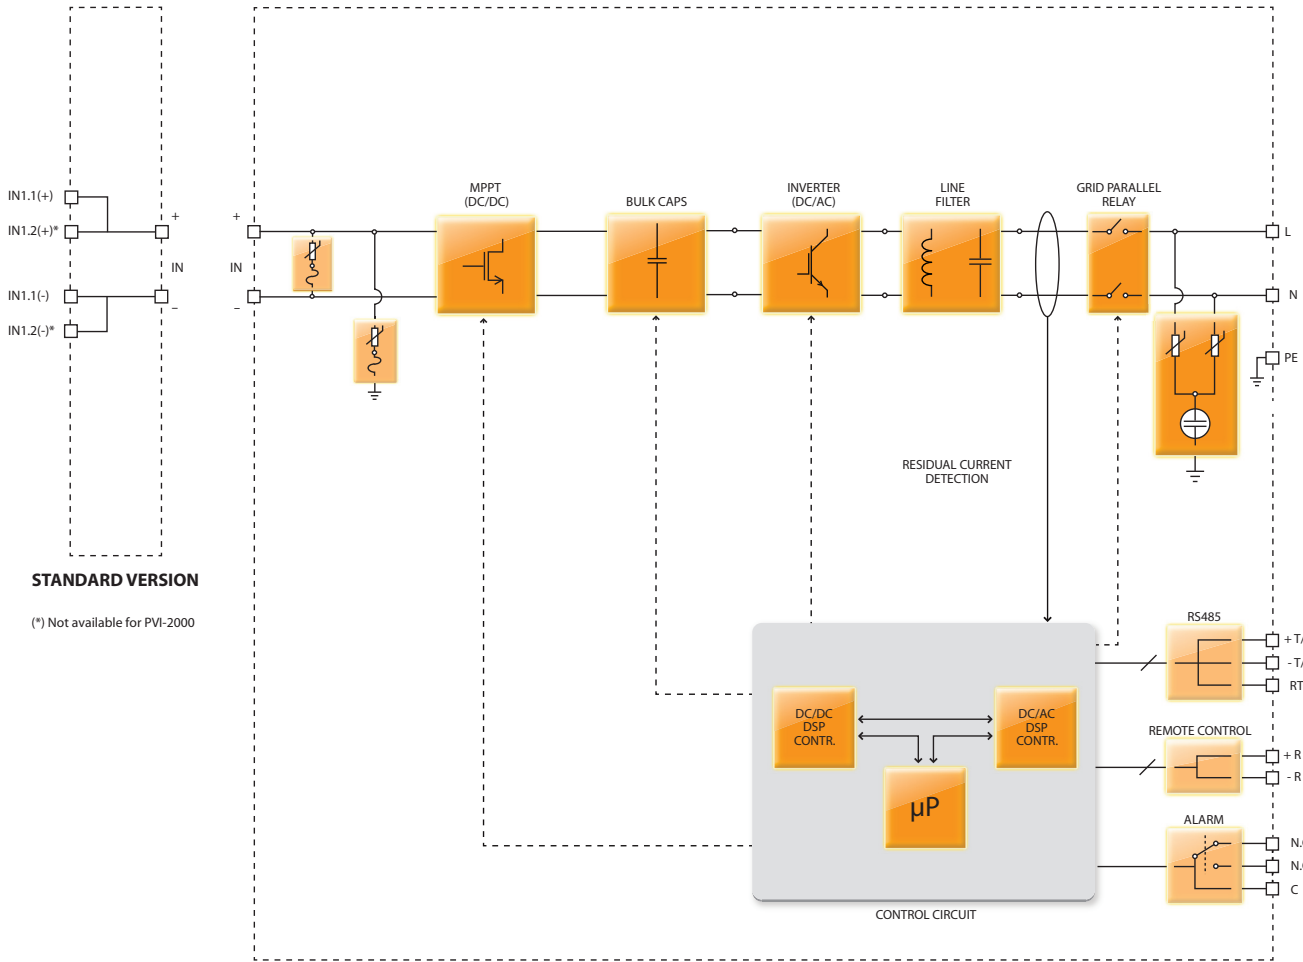 IN1.1(+)
IN1.2(+)*
IN1.1(-)
IN1.2(-)*
+
IN
–
+
IN
–
MPPT
(DC/DC)
BULK CAPS
INVERTER
(DC/AC)
LINE
FILTER
GRID PARALLEL
RELAY
L
N
PE
RESIDUAL CURRENT
DETECTION
STANDARD VERSION
(*) Not available for PVI-2000
DC/DC
DSP
CONTR.
DC/AC
DSP
CONTR.
µP
CONTROL CIRCUIT
RS485
+ T/
- T/
RT
REMOTE CONTROL
+ R
- R
ALARM
N.
N.
C